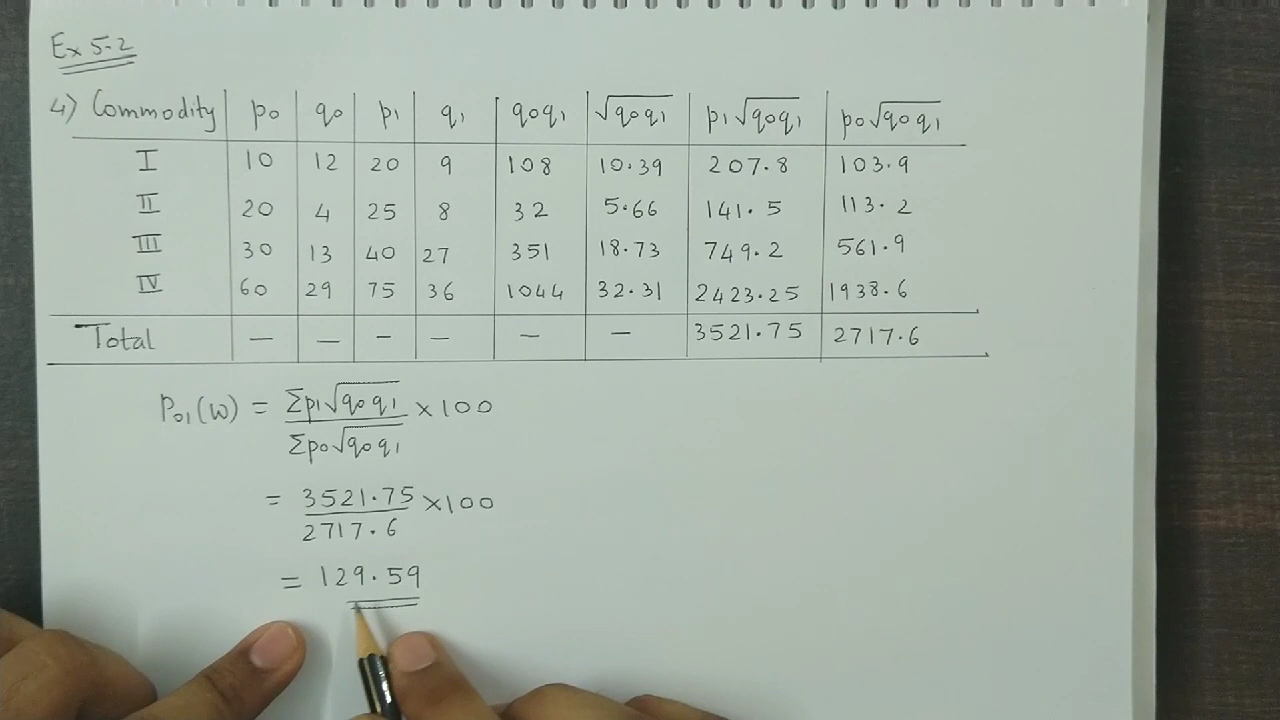 Ex 5.2
4) Commodity p0 q0 p1 q1 q0q1 √q0q1 p1√q0q1 p0√q0q1
I 10 12 20 9 108 10.39 207.8 103.9
II 20 4 25 8 32 5.66 141.5 113.2
III 30 13 40 27 351 18.73 749.2 561.9
IV 60 29 75 36 1044 32.31 2423.25 1938.6
Total — — — — — — 3521.75 2717.6
P01(W) = Σp1√q0q1 × 100
Σp0√q0q1
= 3521.75 × 100
2717.6
= 129.59